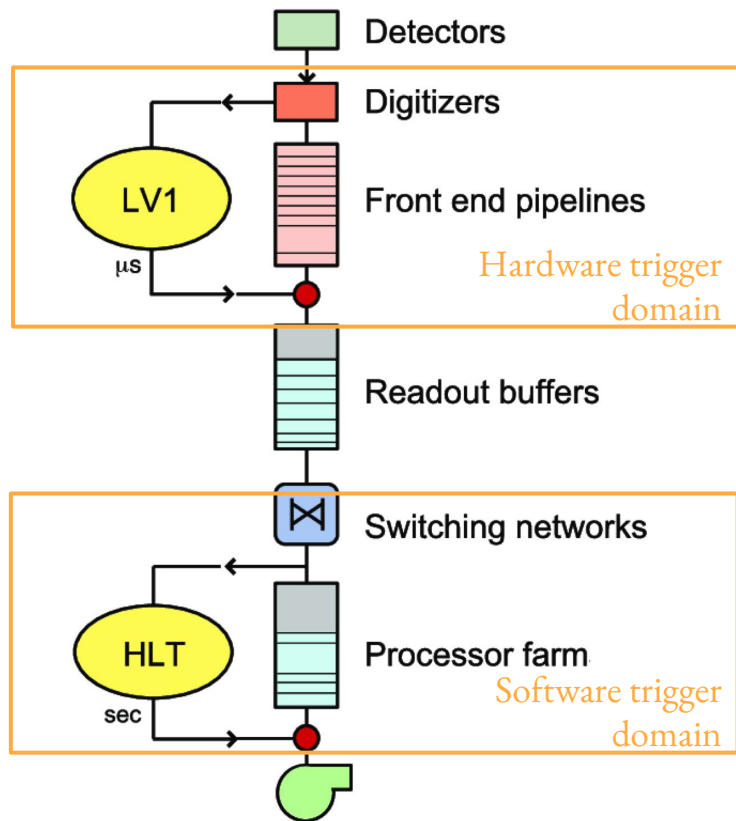 Detectors
Digitizers
LV1
Front end pipelines
μs
Hardware trigger
domain
Readout buffers
Switching networks
HLT
Processor farm
Software trigger
sec
domain